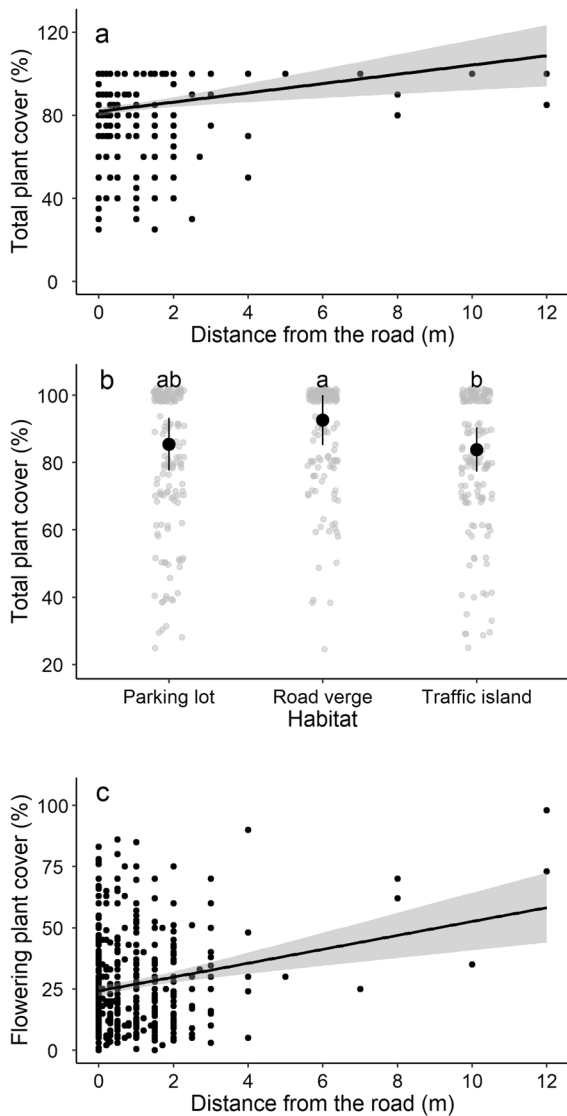 a
Total plant cover (%)
120
80
40
0
0 2 4 6 8 10 12
Distance from the road (m)
b
ab a b
Total plant cover (%)
100
80
60
40
20
Parking lot Road verge Traffic island
Habitat
c
Flowering plant cover (%)
100
75
50
25
0
0 2 4 6 8 10 12
Distance from the road (m)